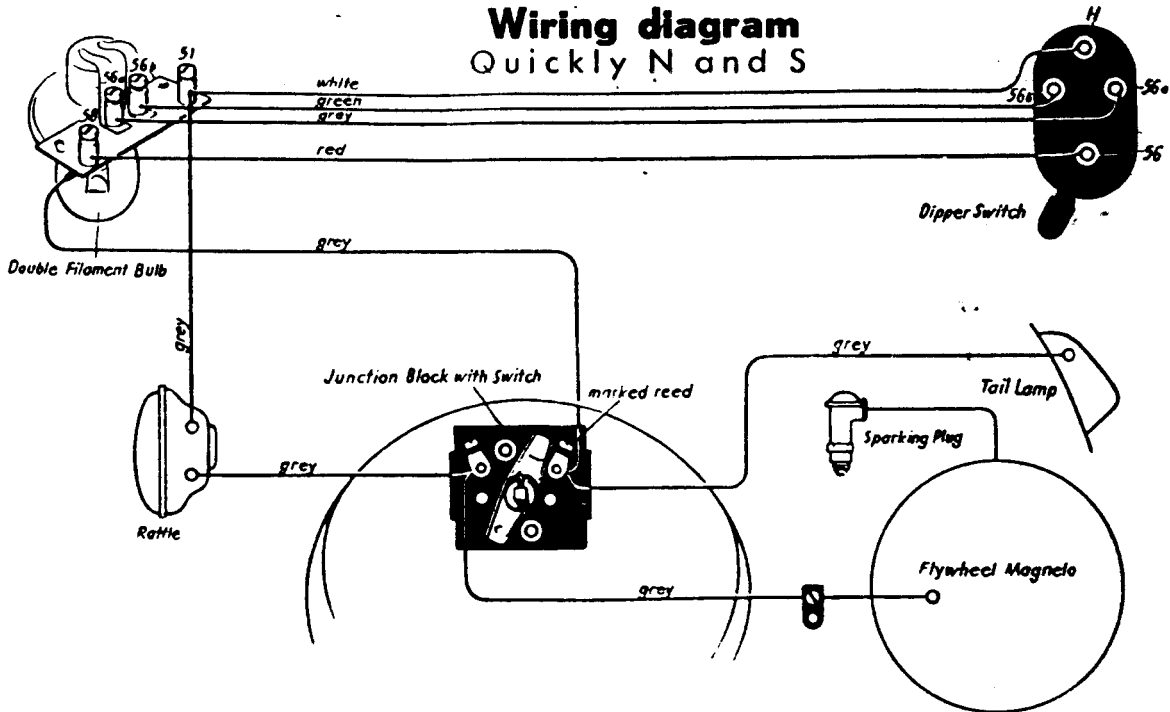 Wiring diagram
Quickly N and S
H
51
56b
56a
58
white
green
grey
red
56b
56a
56
Dipper Switch
grey
Double Filament Bulb
grey
grey
Junction Block with Switch
marked reed
Tail Lamp
Sparking Plug
grey
Rattle
Flywheel Magneto
grey